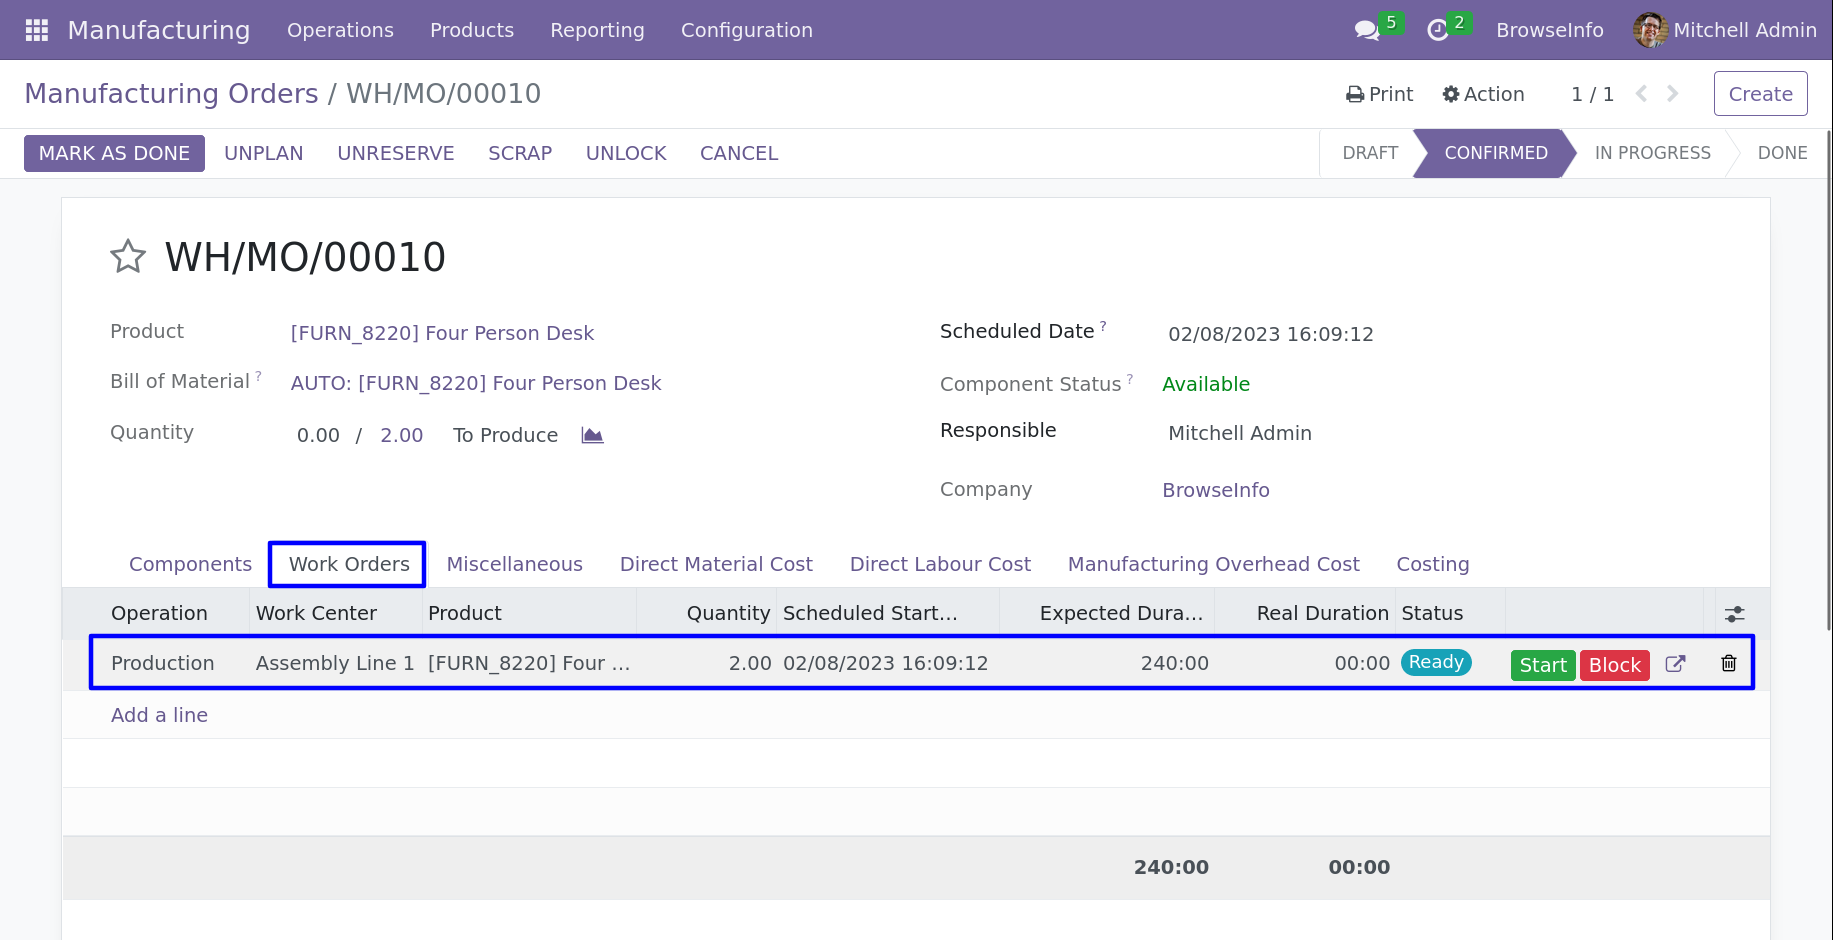 Manufacturing Operations Products Reporting Configuration 5 2 BrowseInfo Mitchell Admin
Manufacturing Orders / WH/MO/00010 Print Action 1 / 1 Create
MARK AS DONE UNPLAN UNRESERVE SCRAP UNLOCK CANCEL DRAFT CONFIRMED IN PROGRESS DONE
WH/MO/00010
Product [FURN_8220] Four Person Desk Scheduled Date ? 02/08/2023 16:09:12
Bill of Material ? AUTO: [FURN_8220] Four Person Desk Component Status ? Available
Quantity 0.00 / 2.00 To Produce Responsible Mitchell Admin
Company BrowseInfo
Components Work Orders Miscellaneous Direct Material Cost Direct Labour Cost Manufacturing Overhead Cost Costing
Operation Work Center Product Quantity Scheduled Start... Expected Dura... Real Duration Status
Production Assembly Line 1 [FURN_8220] Four ... 2.00 02/08/2023 16:09:12 240:00 00:00 Ready Start Block
Add a line
240:00 00:00